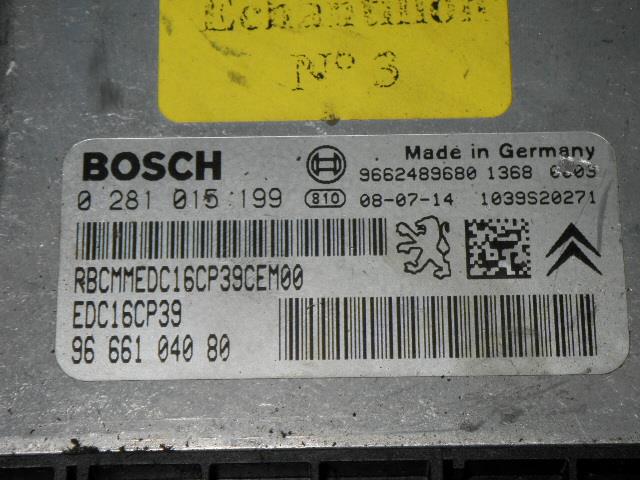 Echantillon
N° 3
BOSCH
Made in Germany
9662489680 1368
0 281 015 199
810 08-07-14 1039S20271
RBCMMEDC16CP39CEM00
EDC16CP39
96 661 040 80